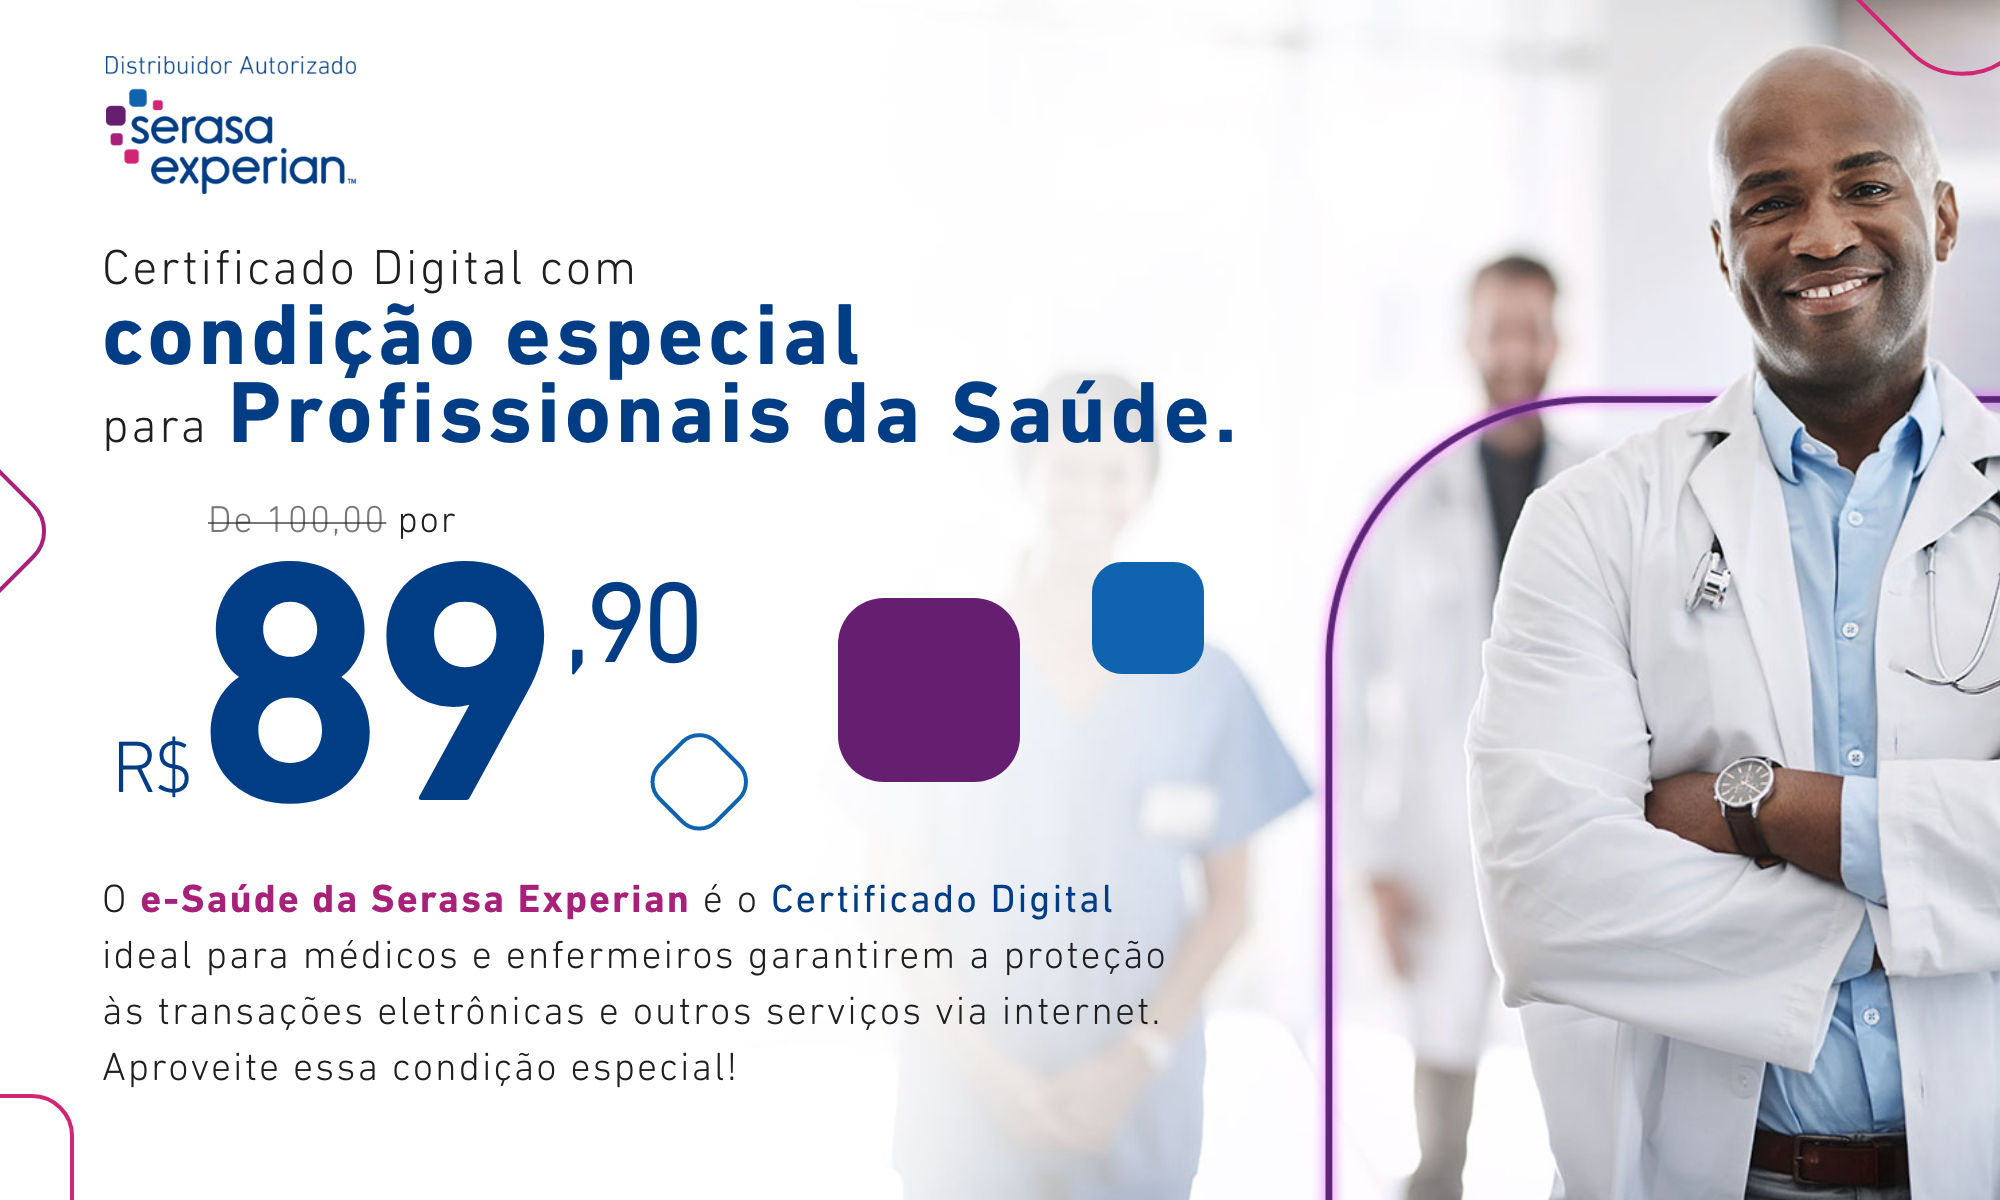 Distribuidor Autorizado
serasa
experian™
Certificado Digital com
condição especial
para Profissionais da Saúde.
De 100,00 por
R$ 89,90
O e-Saúde da Serasa Experian é o Certificado Digital
ideal para médicos e enfermeiros garantirem a proteção
às transações eletrônicas e outros serviços via internet.
Aproveite essa condição especial!